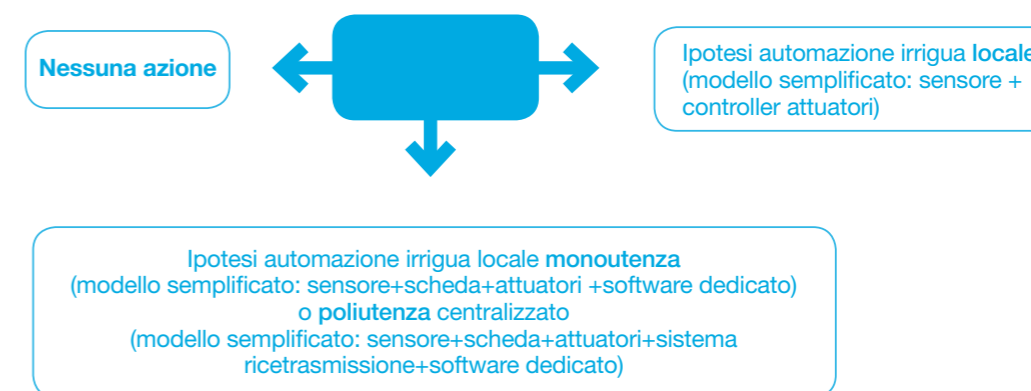 Nessuna azione
Ipotesi automazione irrigua locale
(modello semplificato: sensore +
controller attuatori)
Ipotesi automazione irrigua locale monoutenza
(modello semplificato: sensore+scheda+attuatori +software dedicato)
o poliutenza centralizzato
(modello semplificato: sensore+scheda+attuatori+sistema
ricetrasmissione+software dedicato)